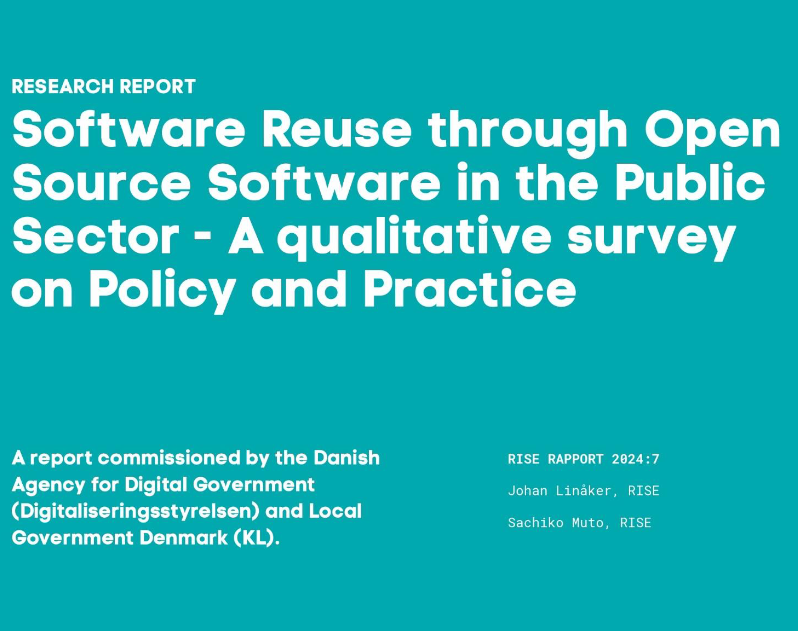 RESEARCH REPORT
Software Reuse through Open
Source Software in the Public
Sector - A qualitative survey
on Policy and Practice
A report commissioned by the Danish
Agency for Digital Government
(Digitaliseringsstyrelsen) and Local
Government Denmark (KL).
RISE RAPPORT 2024:7
Johan Linåker, RISE
Sachiko Muto, RISE